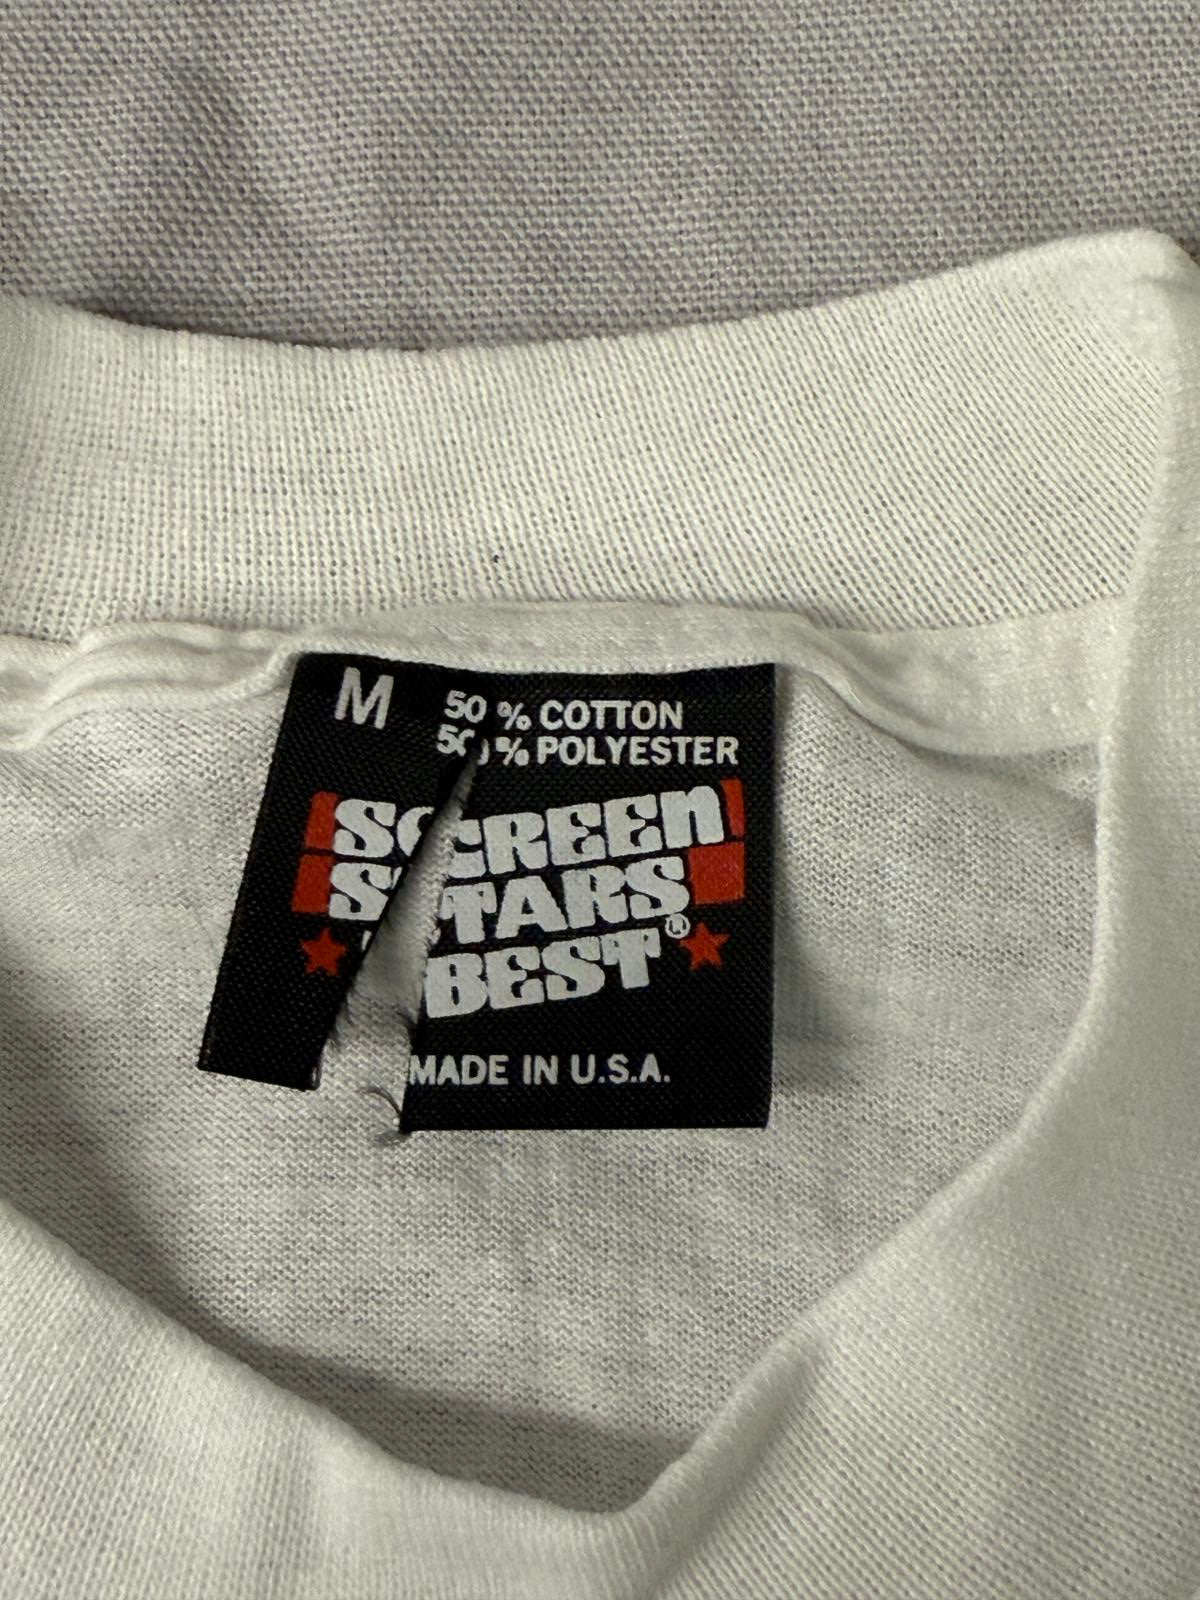 M
50 % COTTON
50 % POLYESTER
SCREEN
STARS
BEST®
MADE IN U.S.A.